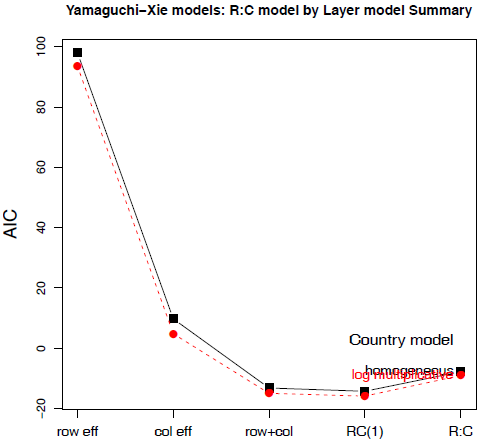 Yamaguchi−Xie models: R:C model by Layer model Summary
100
80
60
40
20
0
−20
AIC
Country model
homogeneous
log multiplicative
row eff
col eff
row+col
RC(1)
R:C